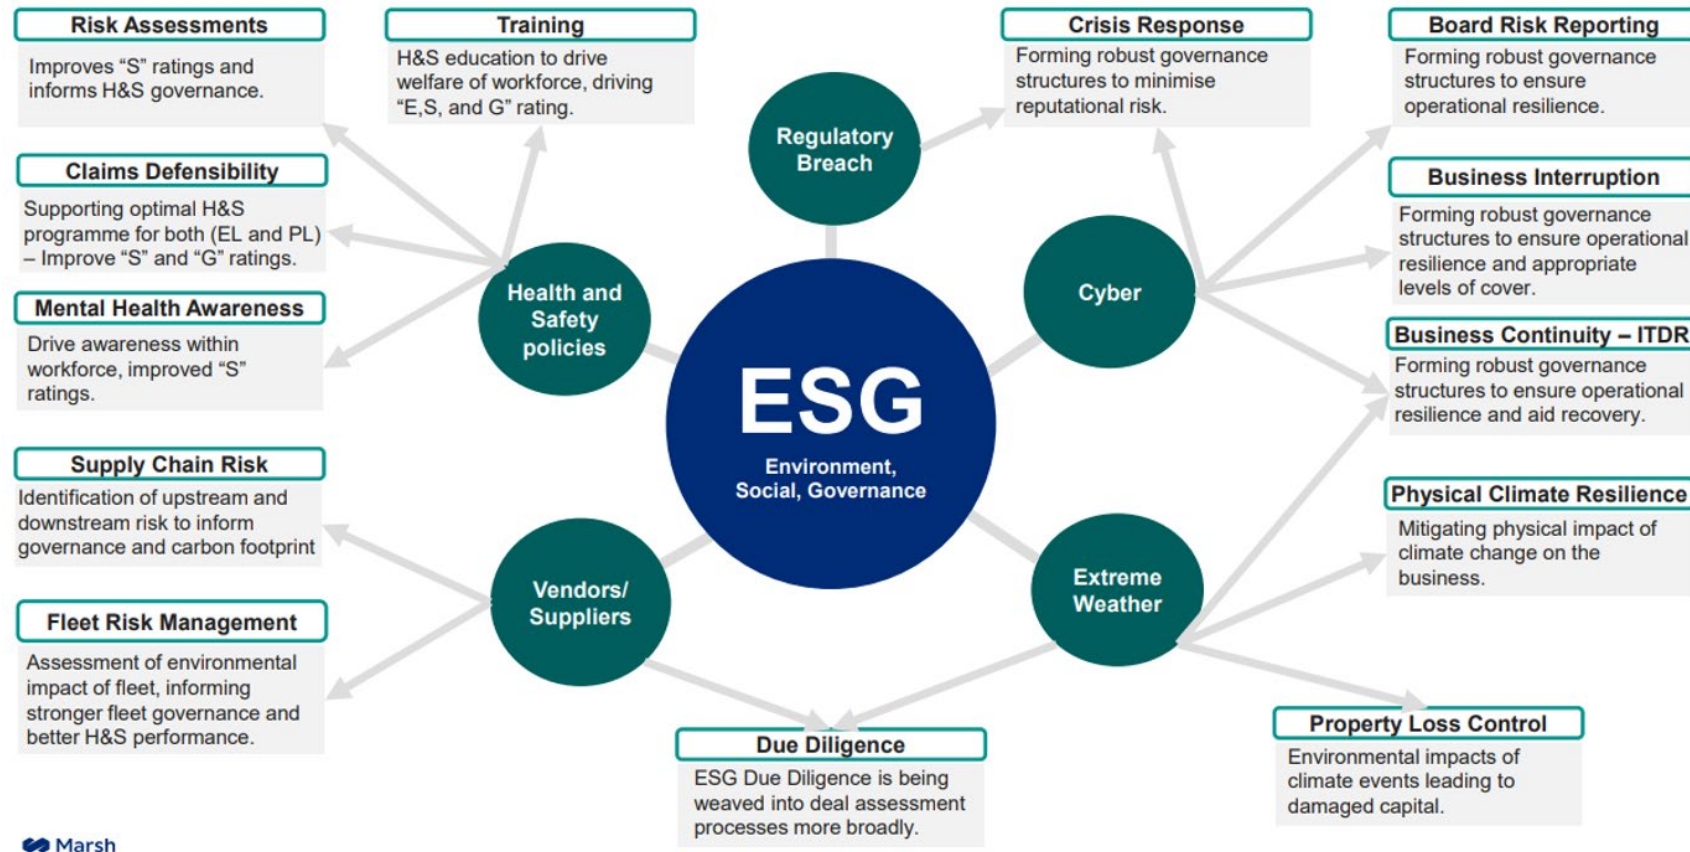 Risk Assessments
Improves “S” ratings and
informs H&S governance.
Training
H&S education to drive
welfare of workforce, driving
“E,S, and G” rating.
Crisis Response
Forming robust governance
structures to minimise
reputational risk.
Board Risk Reporting
Forming robust governance
structures to ensure
operational resilience.
Regulatory
Breach
Claims Defensibility
Supporting optimal H&S
programme for both (EL and PL)
– Improve “S” and “G” ratings.
Business Interruption
Forming robust governance
structures to ensure operational
resilience and appropriate
levels of cover.
Health and
Safety
policies
Cyber
Mental Health Awareness
Drive awareness within
workforce, improved “S”
ratings.
Business Continuity – ITDR
Forming robust governance
structures to ensure operational
resilience and aid recovery.
ESG
Environment,
Social, Governance
Supply Chain Risk
Identification of upstream and
downstream risk to inform
governance and carbon footprint
Physical Climate Resilience
Mitigating physical impact of
climate change on the
business.
Vendors/
Suppliers
Extreme
Weather
Fleet Risk Management
Assessment of environmental
impact of fleet, informing
stronger fleet governance and
better H&S performance.
Due Diligence
ESG Due Diligence is being
weaved into deal assessment
processes more broadly.
Property Loss Control
Environmental impacts of
climate events leading to
damaged capital.
Marsh